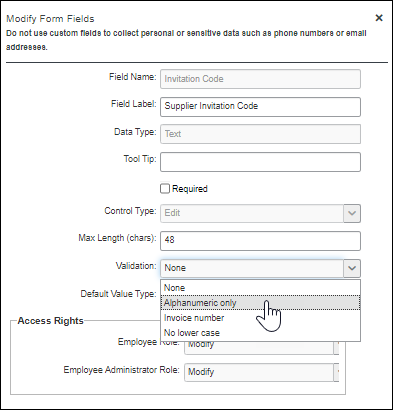 Modify Form Fields
Do not use custom fields to collect personal or sensitive data such as phone numbers or email
addresses.
Field Name: Invitation Code
Field Label: Supplier Invitation Code
Data Type: Text
Tool Tip:
Required
Control Type: Edit
Max Length (chars): 48
Validation: None
None
Default Value Type:
Alphanumeric only
Invoice number
No lower case
Access Rights
Employee Role: Modify
Employee Administrator Role: Modify